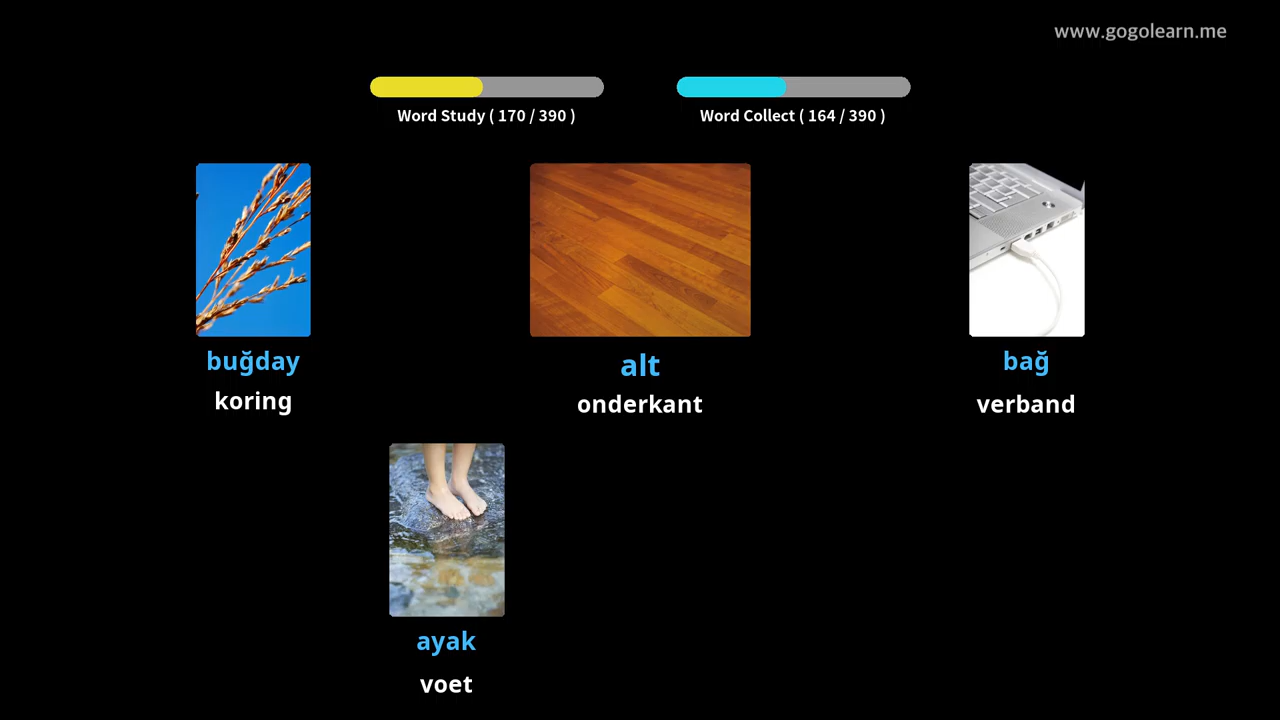 www.gogolearn.me
Word Study ( 170 / 390 )
Word Collect ( 164 / 390 )
buğday
alt
bağ
koring
onderkant
verband
ayak
voet